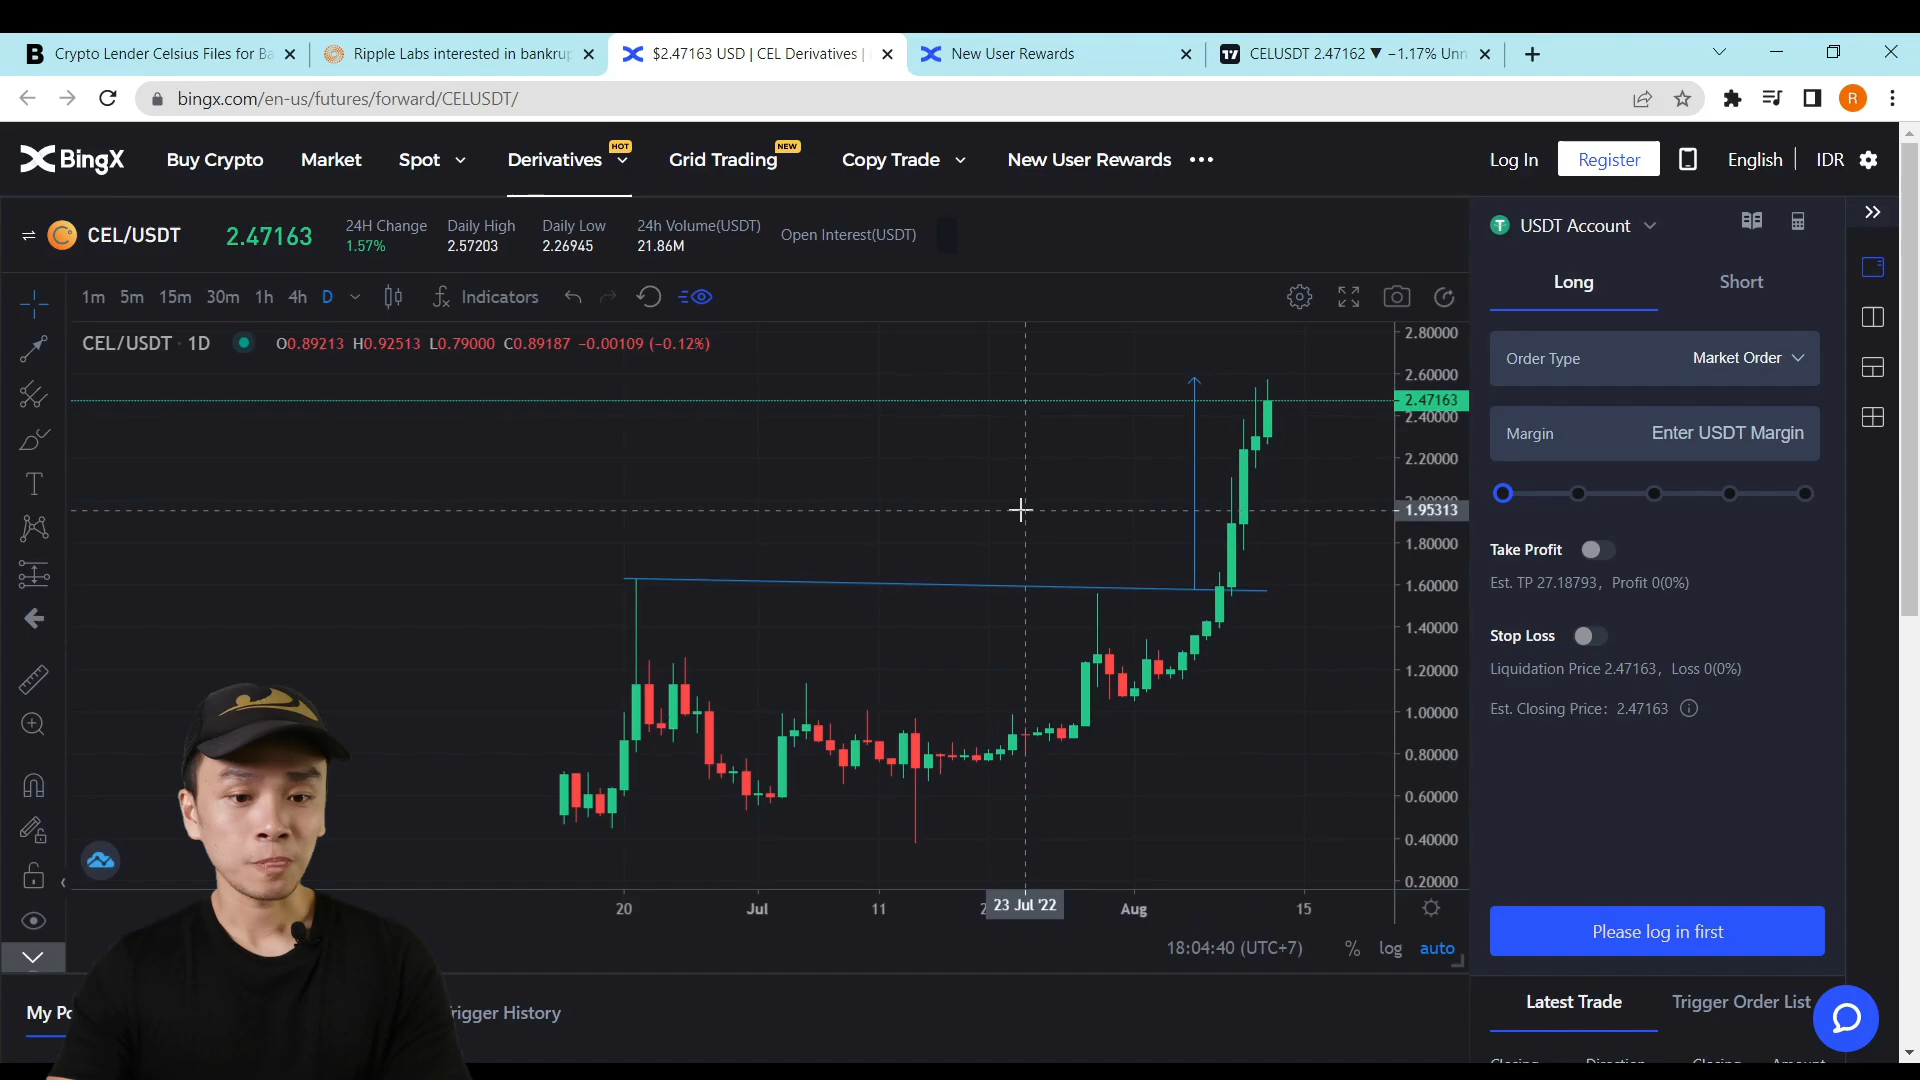 Crypto Lender Celsius Files for Ba
Ripple Labs interested in bankrup
$2.47163 USD | CEL Derivatives |
New User Rewards
CELUSDT 2.47162 ▼ −1.17% Unn
bingx.com/en-us/futures/forward/CELUSDT/
R
BingX
Buy Crypto
Market
Spot
Derivatives
HOT
Grid Trading
NEW
Copy Trade
New User Rewards
Log In
Register
English
IDR
CEL/USDT
2.47163
24H Change
1.57%
Daily High
2.57203
Daily Low
2.26945
24h Volume(USDT)
21.86M
Open Interest(USDT)
USDT Account
1m 5m 15m 30m 1h 4h D
Indicators
Long
Short
CEL/USDT · 1D
O0.89213 H0.92513 L0.79000 C0.89187 −0.00109 (−0.12%)
Order Type
Market Order
Margin
Enter USDT Margin
2.80000
2.60000
2.47163
2.40000
2.20000
1.95313
1.80000
1.60000
1.40000
1.20000
1.00000
0.80000
0.60000
0.40000
0.20000
Take Profit
Est. TP 27.18793, Profit 0(0%)
Stop Loss
Liquidation Price 2.47163, Loss 0(0%)
Est. Closing Price: 2.47163
20
Jul
11
23 Jul '22
Aug
15
18:04:40 (UTC+7)
%
log
auto
Please log in first
My Po
rigger History
Latest Trade
Trigger Order List